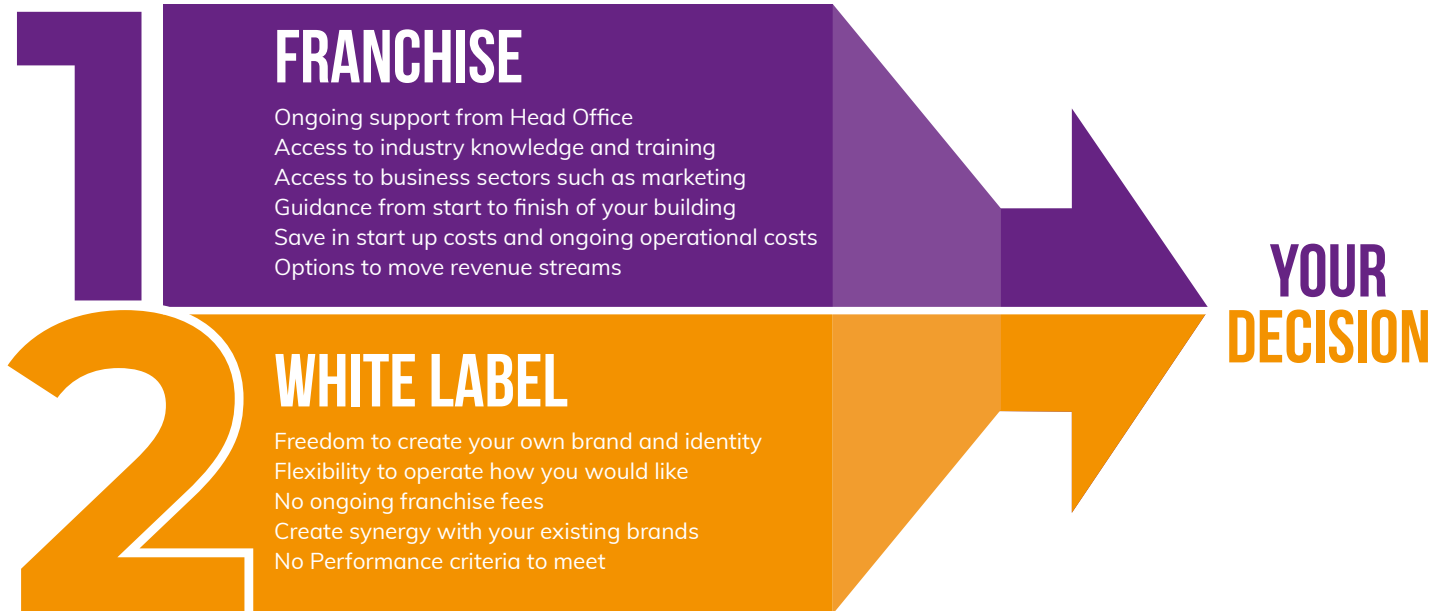 1
FRANCHISE
Ongoing support from Head Office
Access to industry knowledge and training
Access to business sectors such as marketing
Guidance from start to finish of your building
Save in start up costs and ongoing operational costs
Options to move revenue streams
2
WHITE LABEL
Freedom to create your own brand and identity
Flexibility to operate how you would like
No ongoing franchise fees
Create synergy with your existing brands
No Performance criteria to meet
YOUR
DECISION